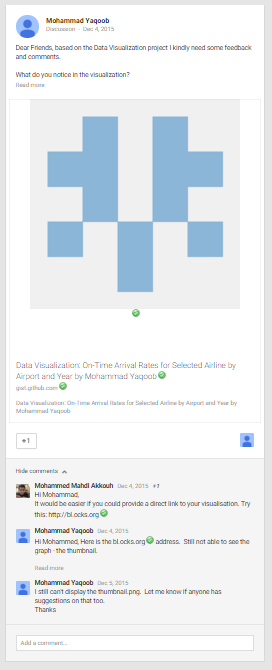 Mohammad Yaqoob
Discussion - Dec 4, 2015
Dear Friends, based on the Data Visualization project I kindly need some feedback
and comments.
What do you notice in the visualization?
Read more
Data Visualization: On-Time Arrival Rates for Selected Airline by
Airport and Year by Mohammad Yaqoob
gist.github.com
Data Visualization: On-Time Arrival Rates for Selected Airline by Airport and Year by
Mohammad Yaqoob
+1
Hide comments
Mohammed Mahdi Akkouh Dec 4, 2015 +1
Hi Mohammad,
It would be easier if you could provide a direct link to your visualisation. Try
this: http://bl.ocks.org
Mohammad Yaqoob Dec 4, 2015
Hi Mohammed, Here is the bl.ocks.org address. Still not able to see the
graph - the thumbnail.
Read more
Mohammad Yaqoob Dec 5, 2015
I still can't display the thumbnail.png. Let me know if anyone has
suggestions on that too.
Thanks
Add a comment...